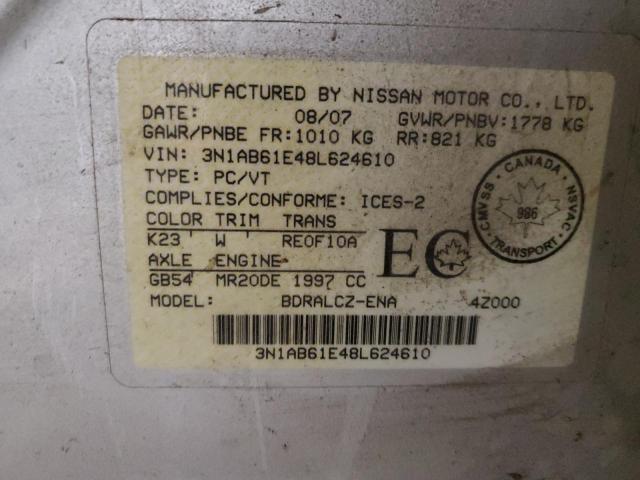 MANUFACTURED BY NISSAN MOTOR CO., LTD.
DATE: 08/07 GVWR/PNBV:1778 KG
GAWR/PNBE FR:1010 KG RR:821 KG
VIN: 3N1AB61E48L624610
TYPE: PC/VT
COMPLIES/CONFORME: ICES-2
COLOR TRIM TRANS
K23 W RE0F10A
AXLE ENGINE
GB54 MR20DE 1997 CC
MODEL: BDRALCZ-ENA 4Z000
3N1AB61E48L624610
EC
CANADA
CMVSS NSVAC
986
TRANSPORT